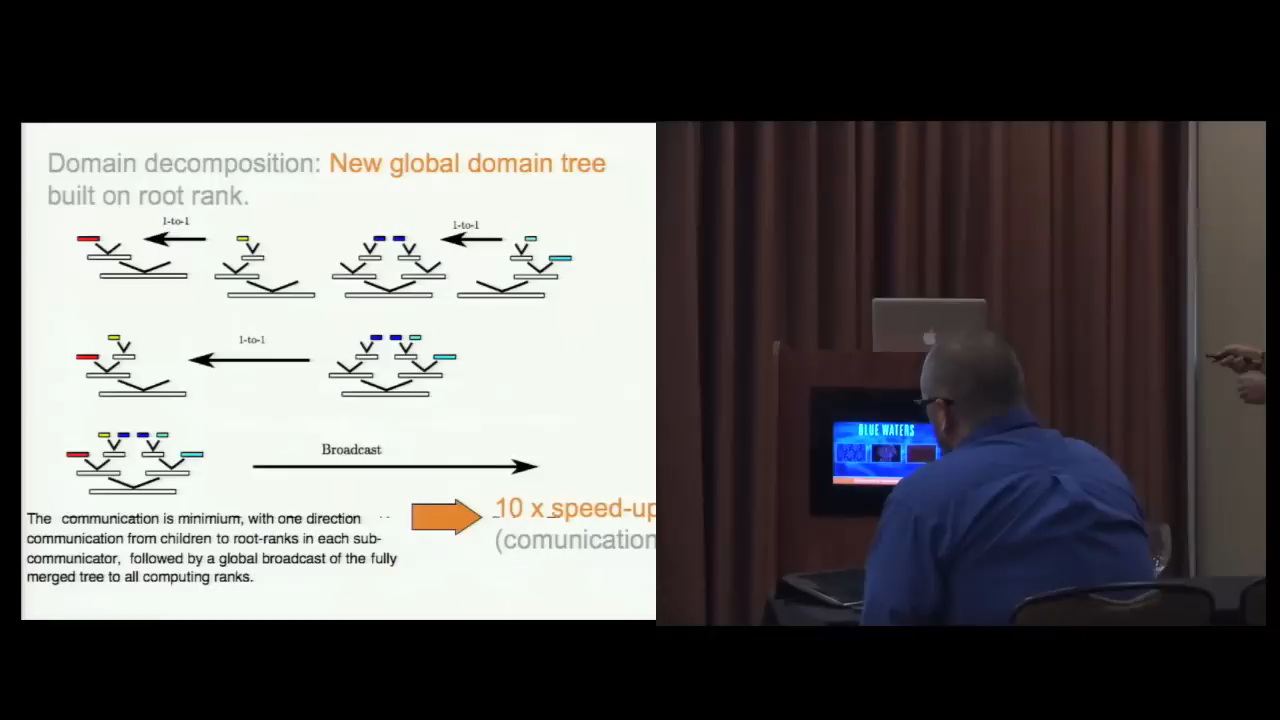 Domain decomposition: New global domain tree
built on root rank.
1-to-1
1-to-1
1-to-1
Broadcast
10 x speed-up
(comunication
The communication is minimum, with one direction
communication from children to root-ranks in each sub-
communicator, followed by a global broadcast of the fully
merged tree to all computing ranks.
BLUE WATERS